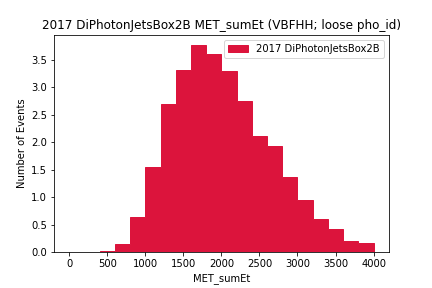 2017 DiPhotonJetsBox2B MET_sumEt (VBFHH; loose pho_id)
2017 DiPhotonJetsBox2B
Number of Events
3.5
3.0
2.5
2.0
1.5
1.0
0.5
0.0
0 500 1000 1500 2000 2500 3000 3500 4000
MET_sumEt